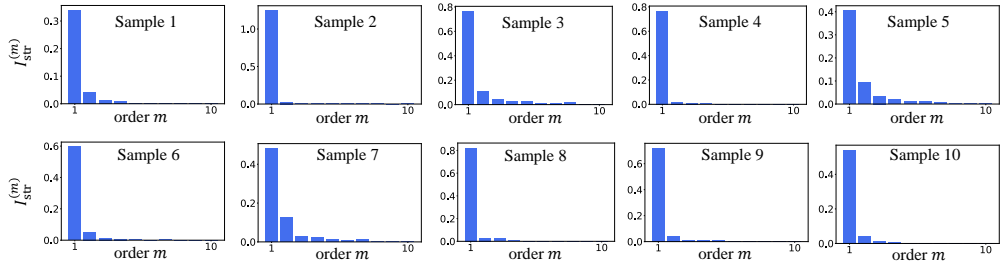 Sample 1
0.3
0.2
0.1
0.0
1
10
order m
I_str^(m)
Sample 2
1.0
0.5
0.0
1
10
order m
Sample 3
0.8
0.6
0.4
0.2
0.0
1
10
order m
Sample 4
0.8
0.6
0.4
0.2
0.0
1
10
order m
Sample 5
0.4
0.3
0.2
0.1
0.0
1
10
order m
Sample 6
0.6
0.4
0.2
0.0
1
10
order m
I_str^(m)
Sample 7
0.4
0.2
0.0
1
10
order m
Sample 8
0.8
0.6
0.4
0.2
0.0
1
10
order m
Sample 9
0.6
0.4
0.2
0.0
1
10
order m
Sample 10
0.4
0.2
0.0
1
10
order m